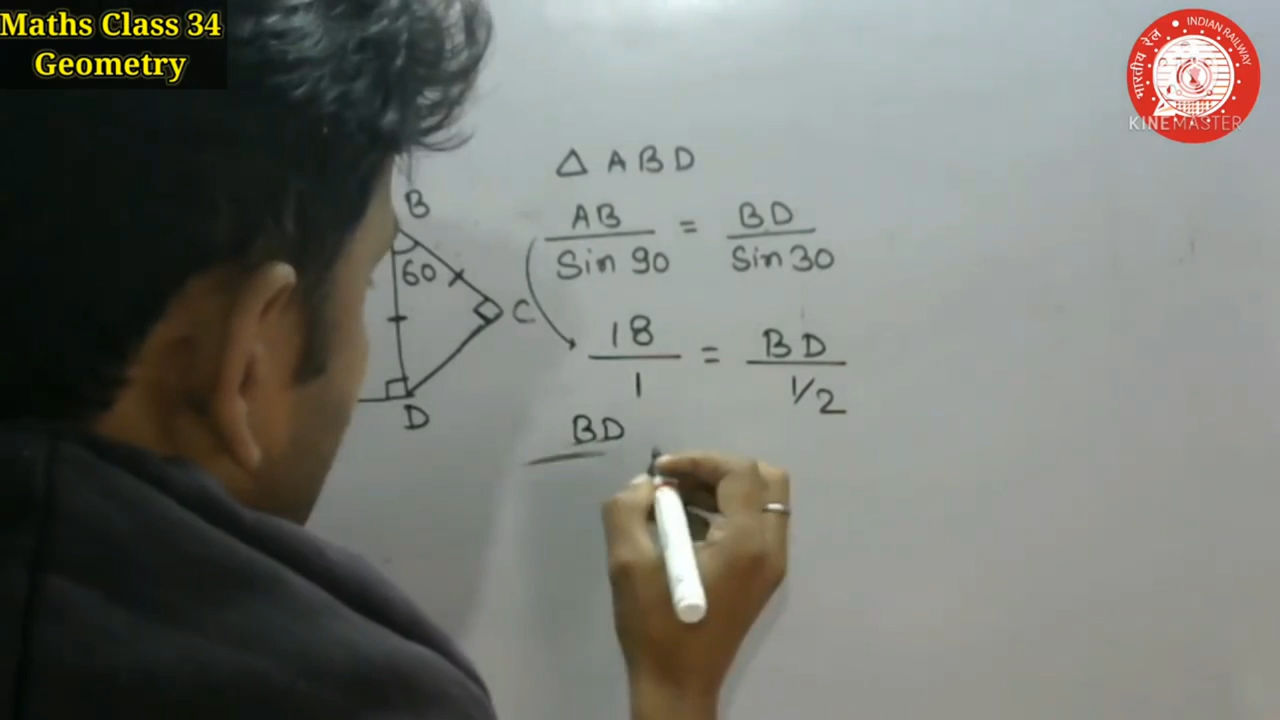 Maths Class 34
Geometry
भारतीय रेल INDIAN RAILWAY
KINEMASTER
△ ABD
AB/Sin 90 = BD/Sin 30
18/1 = BD/1/2
BD
B
60
C
D